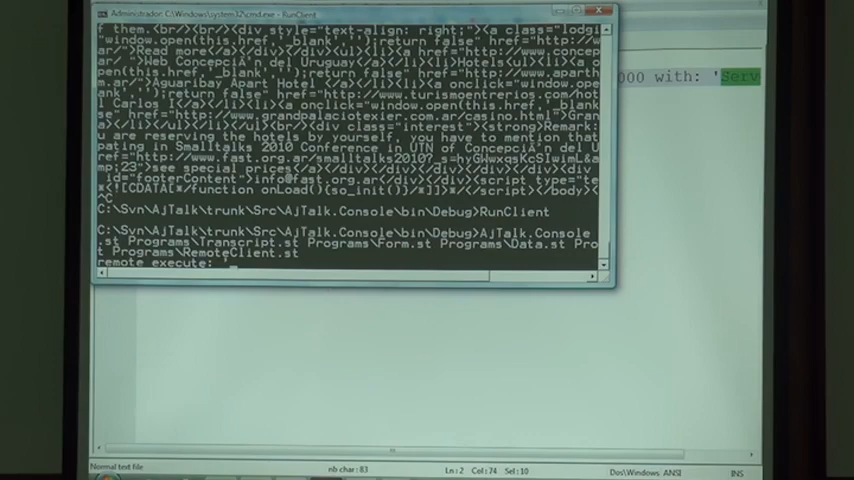 Administrador: C:\Windows\system32\cmd.exe - RunClient
f them.<br/><br/><div style="text-align: right;"><a class="lodgi
"window.open(this.href,'_blank','');return false" href="http://w
ar/">Read more</a></div></div><ul><li><a href="http://www.concep
ar/ ">Web ConcepciÃ³n del Uruguay</a></li><li>Hotels<ul><li><a o
pen(this.href,'_blank','');return false" href="http://www.aparth
m.ar/">Aguaribay Apart Hotel </a></li><li><a onclick="window.ope
ank','');return false" href="http://www.turismoentrerios.com/hot
l Carlos I</a></li><li><a onclick="window.open(this.href,'_blank
se" href="http://www.grandpalaciotexier.com.ar/casino.html">Gran
/a></li></ul></li></ul><br/><div class="interest"><strong>Remark:
u are reserving the hotels by yourself, you have to mention that
pating in Smalltalks 2010 Conference in UTN of ConcepciÃ³n del U
ref="http://www.fast.org.ar/smalltalks2010?_s=hyGWwxqsKcSIwimL&a
mp;23">see special prices</a></div></div></div></div></div><div
id="footerContent">info@fast.org.ar</div></div><script type="te
*<![CDATA[*/function onLoad(){so_init()}/*]]>*/</script></body><
^C
C:\Svn\AjTalk\trunk\Src\AjTalk.Console\bin\Debug>RunClient
C:\Svn\AjTalk\trunk\Src\AjTalk.Console\bin\Debug>AjTalk.Console
.st Programs\Transcript.st Programs\Form.st Programs\Data.st Pro
t Programs\RemoteClient.st
remote execute: '_
000 with: 'Serv
Normal text file nb char : 83 Ln : 2 Col : 74 Sel : 10 Dos\Windows ANSI INS